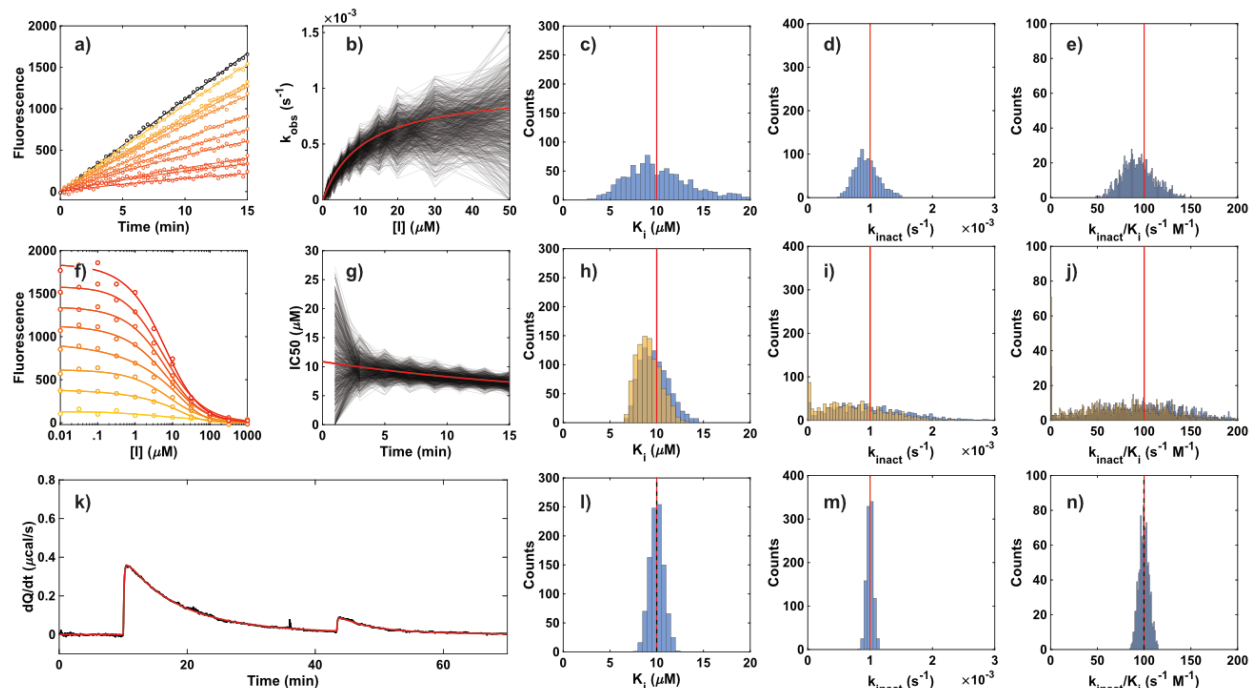 a)
Fluorescence
2000
1500
1000
500
0
0 5 10 15
Time (min)
b)
×10⁻³
k_obs (s⁻¹)
1.5
1
0.5
0
0 10 20 30 40 50
[I] (μM)
c)
Counts
300
250
200
150
100
50
0
0 5 10 15 20
K_i (μM)
d)
Counts
400
300
200
100
0
0 1 2 3
k_inact (s⁻¹) ×10⁻³
e)
Counts
100
80
60
40
20
0
0 50 100 150 200
k_inact/K_i (s⁻¹ M⁻¹)
f)
Fluorescence
2000
1500
1000
500
0
0.01 .1 1 10 100 1000
[I] (μM)
g)
IC50 (μM)
30
25
20
15
10
5
0
0 5 10 15
Time (min)
h)
Counts
300
250
200
150
100
50
0
0 5 10 15 20
K_i (μM)
i)
Counts
400
300
200
100
0
0 1 2 3
k_inact (s⁻¹) ×10⁻³
j)
Counts
100
80
60
40
20
0
0 50 100 150 200
k_inact/K_i (s⁻¹ M⁻¹)
k)
dQ/dt (μcal/s)
0.8
0.6
0.4
0.2
0
0 20 40 60
Time (min)
l)
Counts
300
250
200
150
100
50
0
0 5 10 15 20
K_i (μM)
m)
Counts
400
300
200
100
0
0 1 2 3
k_inact (s⁻¹) ×10⁻³
n)
Counts
100
80
60
40
20
0
0 50 100 150 200
k_inact/K_i (s⁻¹ M⁻¹)